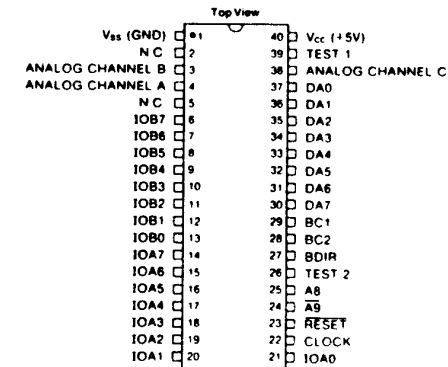 Top View
Vss (GND) 1 40 Vcc (+5V)
N C 2 39 TEST 1
ANALOG CHANNEL B 3 38 ANALOG CHANNEL C
ANALOG CHANNEL A 4 37 DA0
N C 5 36 DA1
IOB7 6 35 DA2
IOB6 7 34 DA3
IOB5 8 33 DA4
IOB4 9 32 DA5
IOB3 10 31 DA6
IOB2 11 30 DA7
IOB1 12 29 BC1
IOB0 13 28 BC2
IOA7 14 27 BDIR
IOA6 15 26 TEST 2
IOA5 16 25 A8
IOA4 17 24 A̅9̅
IOA3 18 23 R̅E̅S̅E̅T̅
IOA2 19 22 CLOCK
IOA1 20 21 IOA0